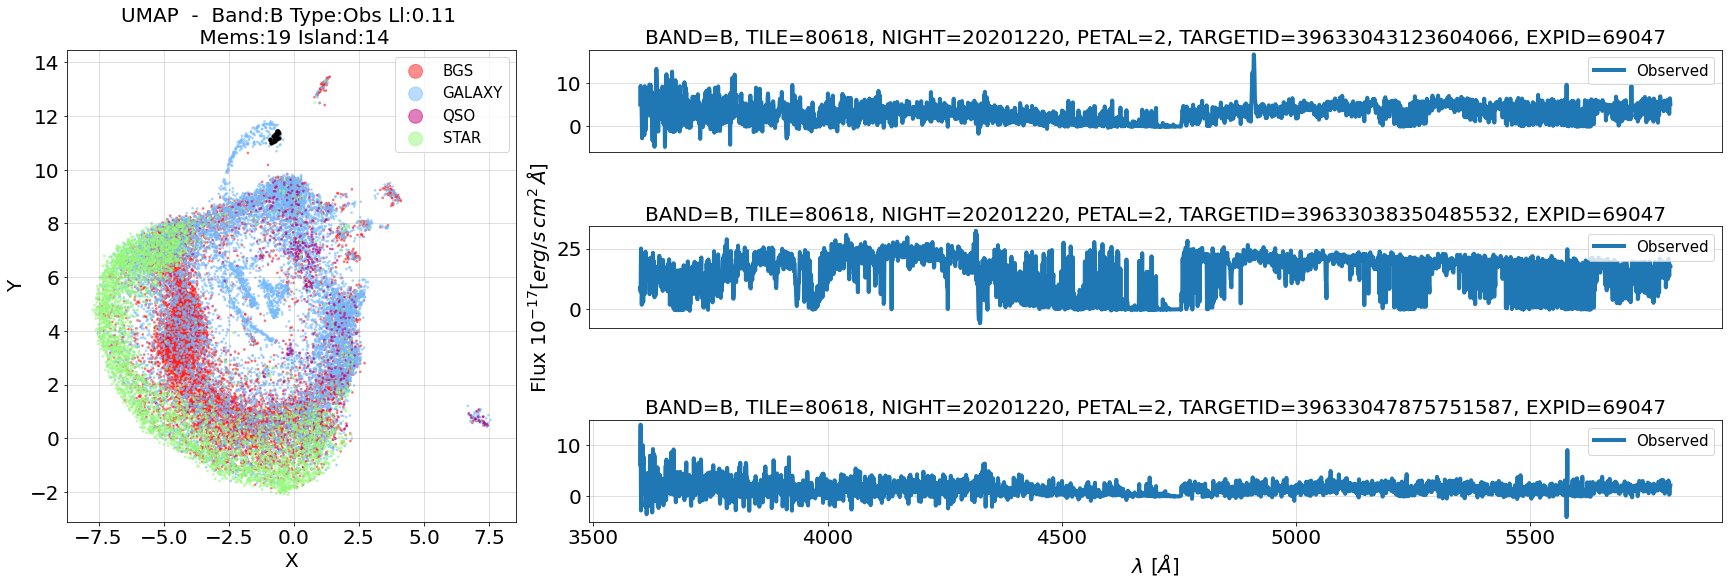 UMAP  -  Band:B Type:Obs Ll:0.11
Mems:19 Island:14
BGS
GALAXY
QSO
STAR
14
12
10
8
6
4
2
0
−2
Y
−7.5 −5.0 −2.5 0.0 2.5 5.0 7.5
X
BAND=B, TILE=80618, NIGHT=20201220, PETAL=2, TARGETID=39633043123604066, EXPID=69047
Observed
10
0
BAND=B, TILE=80618, NIGHT=20201220, PETAL=2, TARGETID=39633038350485532, EXPID=69047
Observed
25
0
Flux 10⁻¹⁷[erg/s cm² Å]
BAND=B, TILE=80618, NIGHT=20201220, PETAL=2, TARGETID=39633047875751587, EXPID=69047
Observed
10
0
3500 4000 4500 5000 5500
λ [Å]